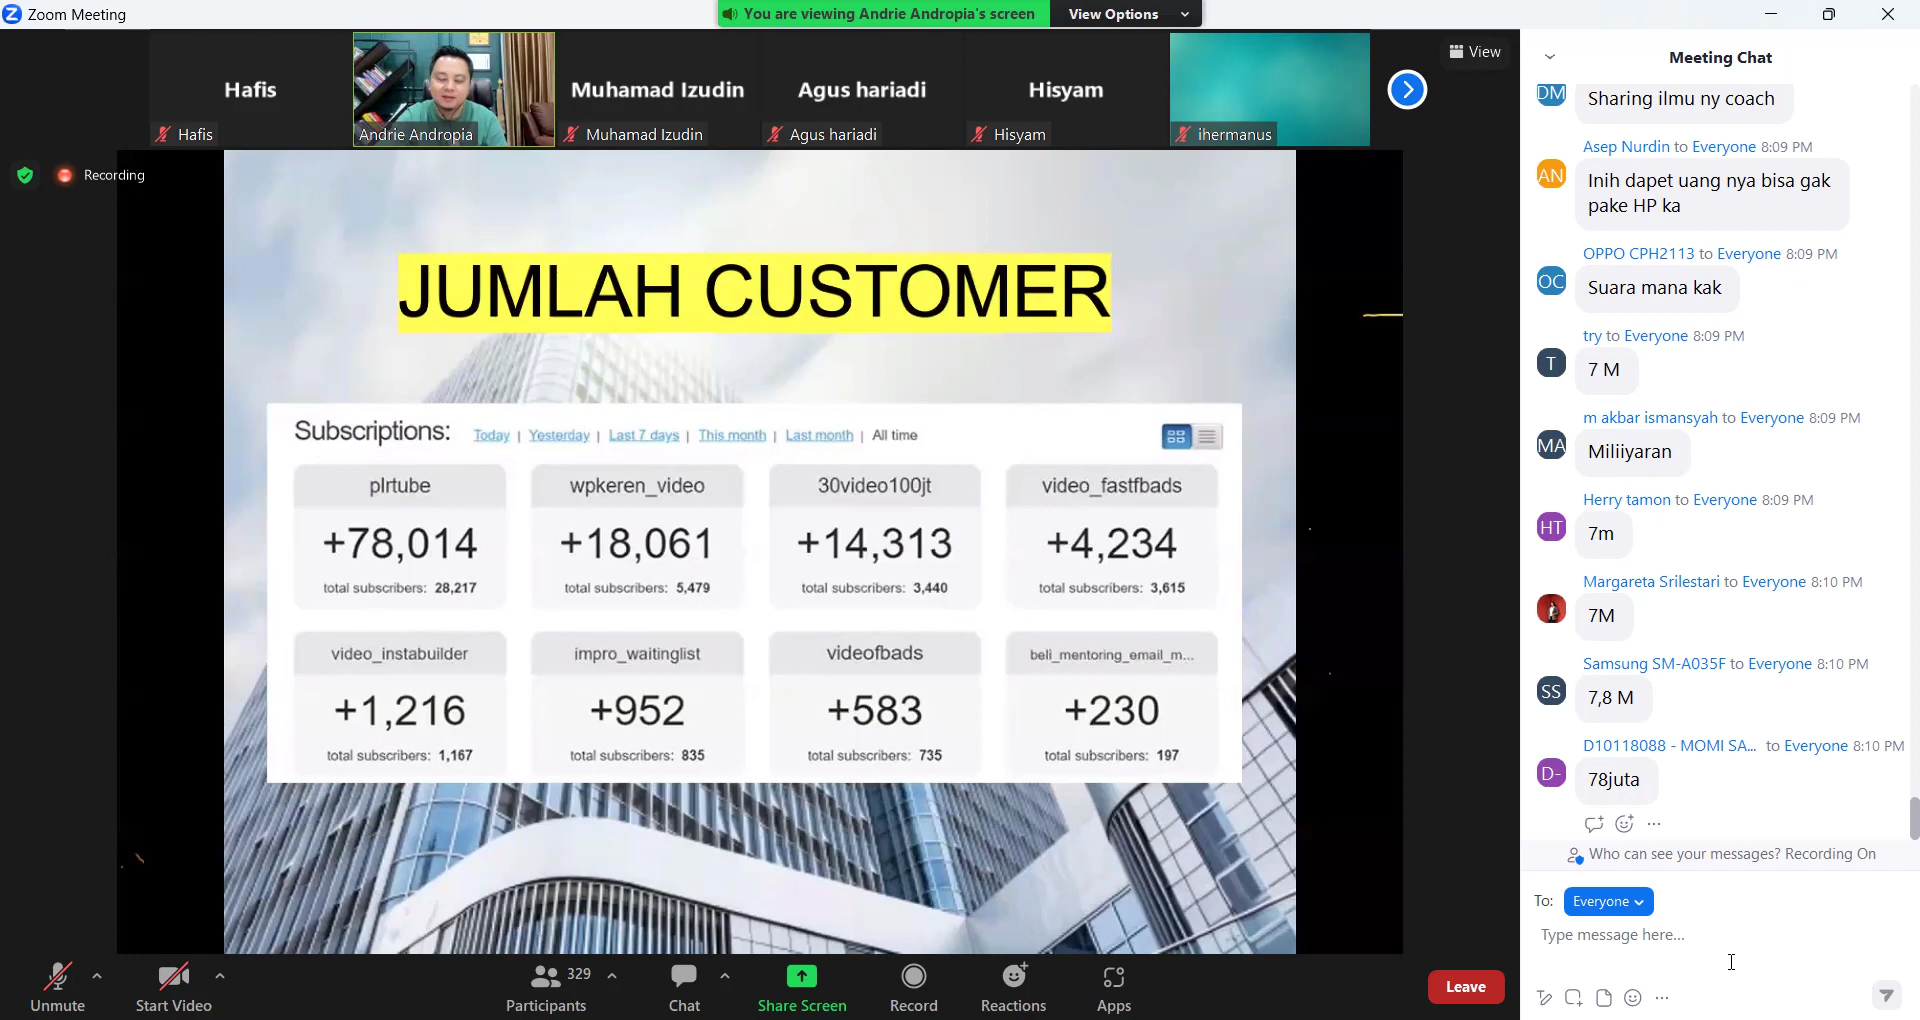 Zoom Meeting
You are viewing Andrie Andropia's screen
View Options
Hafis
Hafis
Andrie Andropia
Muhamad Izudin
Muhamad Izudin
Agus hariadi
Agus hariadi
Hisyam
Hisyam
ihermanus
View
Recording
JUMLAH CUSTOMER
Subscriptions: Today | Yesterday | Last 7 days | This month | Last month | All time
plrtube
+78,014
total subscribers: 28,217
wpkeren_video
+18,061
total subscribers: 5,479
30video100jt
+14,313
total subscribers: 3,440
video_fastfbads
+4,234
total subscribers: 3,615
video_instabuilder
+1,216
total subscribers: 1,167
impro_waitinglist
+952
total subscribers: 835
videofbads
+583
total subscribers: 735
beli_mentoring_email_m...
+230
total subscribers: 197
Meeting Chat
DM
Sharing ilmu ny coach
Asep Nurdin to Everyone 8:09 PM
AN
Inih dapet uang nya bisa gak
pake HP ka
OPPO CPH2113 to Everyone 8:09 PM
OC
Suara mana kak
try to Everyone 8:09 PM
T
7 M
m akbar ismansyah to Everyone 8:09 PM
MA
Miliiyaran
Herry tamon to Everyone 8:09 PM
HT
7m
Margareta Srilestari to Everyone 8:10 PM
7M
Samsung SM-A035F to Everyone 8:10 PM
SS
7,8 M
D10118088 - MOMI SA... to Everyone 8:10 PM
D-
78juta
Who can see your messages? Recording On
To: Everyone
Type message here...
Unmute
Start Video
329
Participants
Chat
Share Screen
Record
Reactions
Apps
Leave